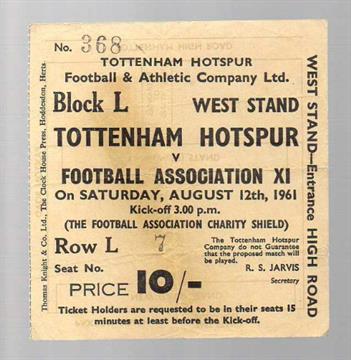 No. 368
TOTTENHAM HOTSPUR
Football & Athletic Company Ltd.
Block L WEST STAND
TOTTENHAM HOTSPUR
V
FOOTBALL ASSOCIATION XI
On SATURDAY, AUGUST 12th, 1961
Kick-off 3.00 p.m.
(THE FOOTBALL ASSOCIATION CHARITY SHIELD)
Row L 7
Seat No.
The Tottenham Hotspur
Company do not Guarantee
that the proposed match will
be played.
R. S. JARVIS
Secretary
PRICE 10/-
Ticket Holders are requested to be in their seats 15
minutes at least before the Kick-off.
Thomas Knight & Co., Ltd., The Clock House Press, Hoddesdon, Herts.
WEST STAND—Entrance HIGH ROAD